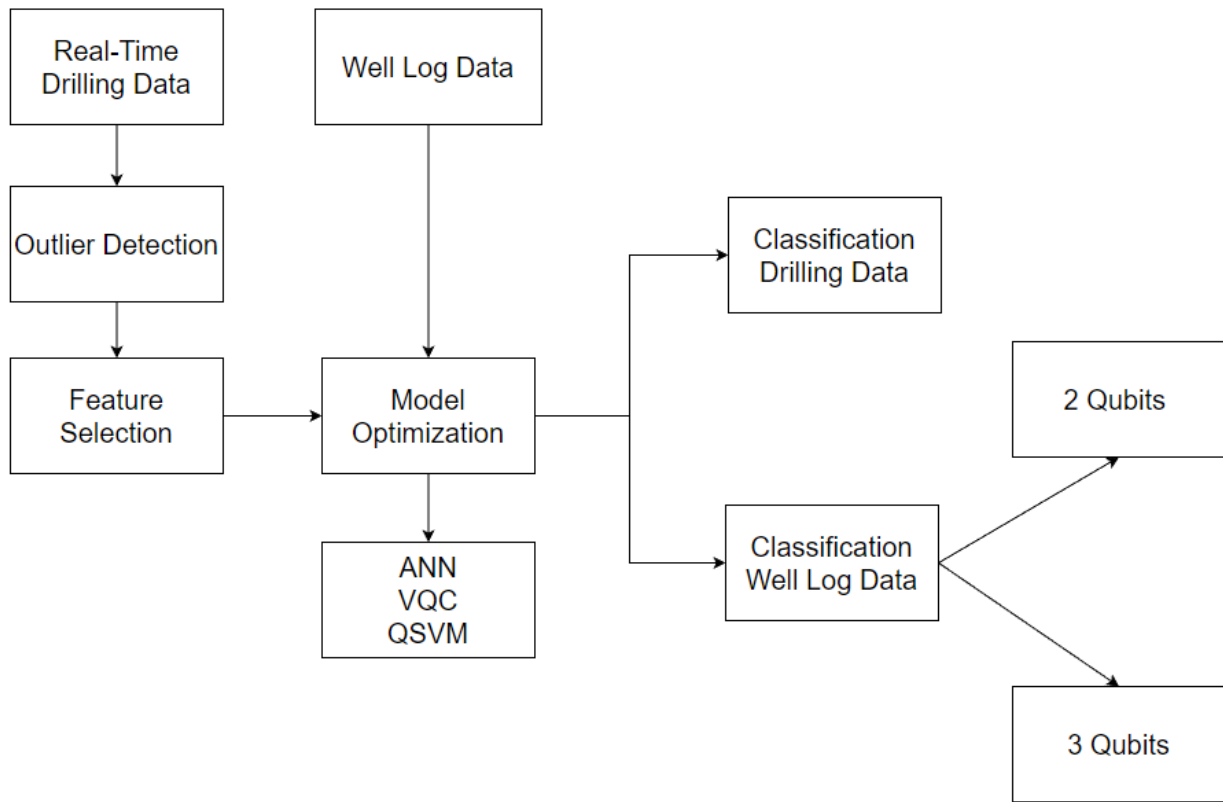 Real-Time
Drilling Data
Well Log Data
Outlier Detection
Classification
Drilling Data
Feature
Selection
Model
Optimization
2 Qubits
Classification
Well Log Data
ANN
VQC
QSVM
3 Qubits